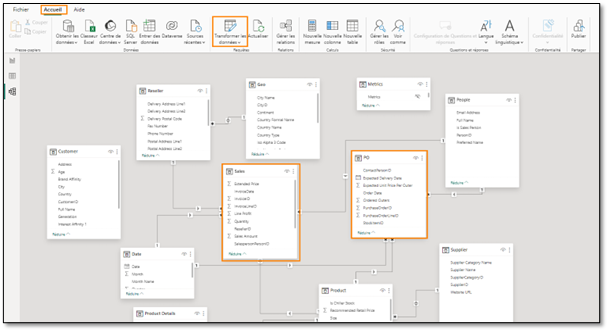 Fichier
Accueil
Aide
Coller
Couper
Copier
Presse-papiers
Obtenir les données
Classeur Excel
Centre de données
SQL Server
Entrer des données
Dataverse
Sources récentes
Données
Transformer les données
Actualiser
Requêtes
Gérer les relations
Relations
Nouvelle mesure
Nouvelle colonne
Nouvelle table
Calculs
Gérer les rôles
Voir comme
Sécurité
Configuration de Questions et réponses
Langue
Schéma linguistique
Confidentialité
Confidentialité
Publier
Partager
Reseller
Delivery Address Line1
Delivery Address Line2
Delivery Postal Code
Fax Number
Phone Number
Postal Address Line1
Postal Address Line2
Réduire
Geo
City Name
CityID
Continent
Country Formal Name
Country Name
Country Type
Iso Alpha 3 Code
Metrics
Metric
Réduire
People
Email Address
Full Name
Is Sales Person
PersonID
Preferred Name
Réduire
Customer
Address
Age
Brand Affinity
City
Country
CustomerID
Full Name
Generation
Interest Affinity 1
Réduire
Sales
Extended Price
InvoiceDate
InvoiceID
InvoiceLineID
Line Profit
Quantity
ResellerID
Sales Amount
SalespersonPersonID
Réduire
PO
ContactPersonID
Expected Delivery Date
Expected Unit Price Per Outer
Order Date
Ordered Outers
PurchaseOrderID
PurchaseOrderLineID
StockItemID
Réduire
Date
Date
Month
Month Number
Réduire
Supplier
Supplier Category Name
Supplier Name
SupplierCategoryID
SupplierID
Website URL
Product
Is Chiller Stock
Recommended Retail Price
Size
Product Details